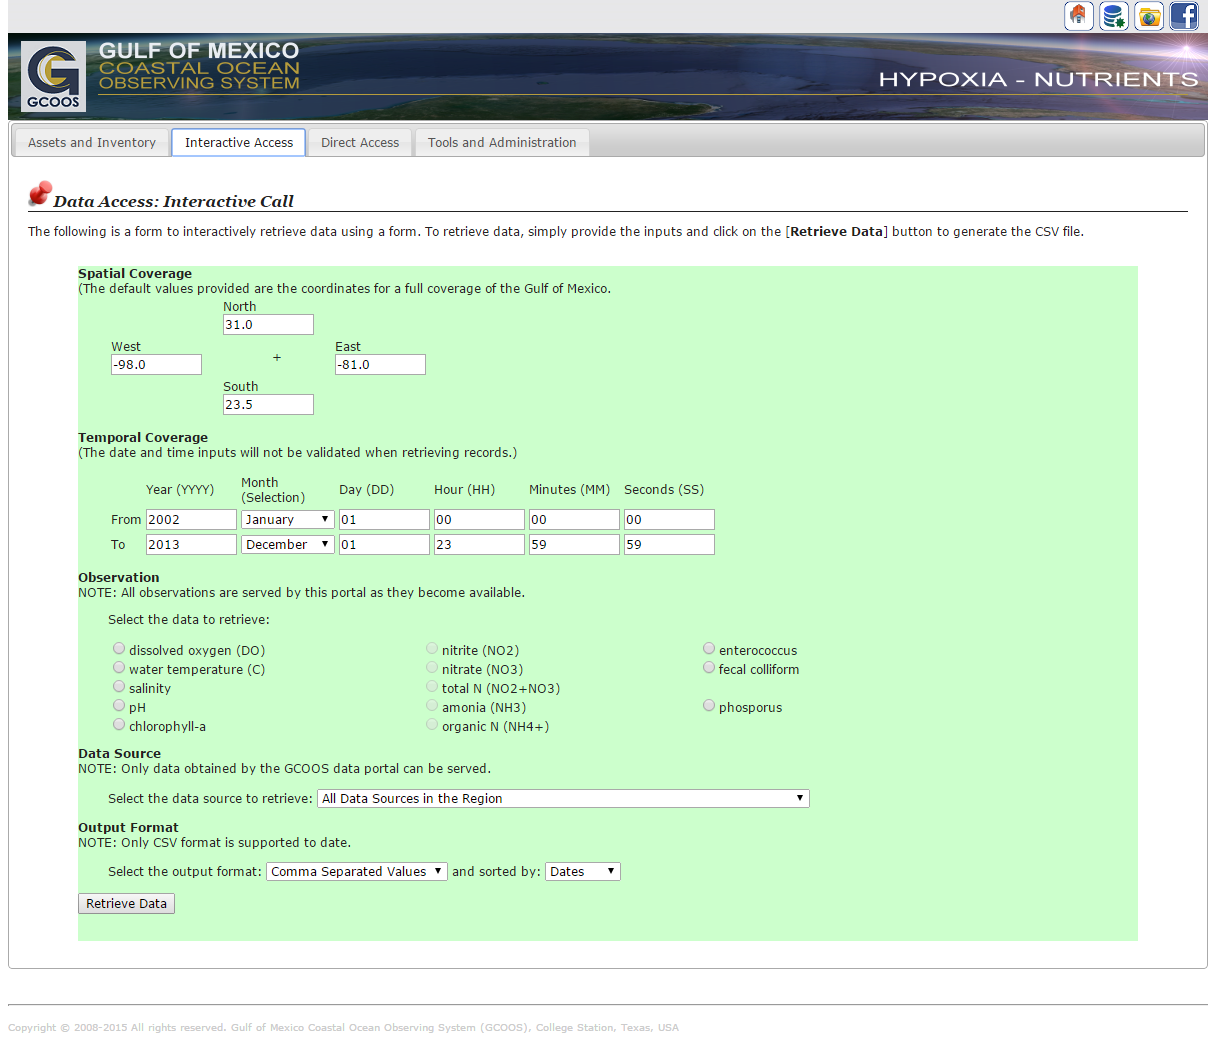 GULF OF MEXICO
COASTAL OCEAN
OBSERVING SYSTEM
GCOOS
HYPOXIA - NUTRIENTS
Assets and Inventory
Interactive Access
Direct Access
Tools and Administration
Data Access: Interactive Call
The following is a form to interactively retrieve data using a form. To retrieve data, simply provide the inputs and click on the [Retrieve Data] button to generate the CSV file.
Spatial Coverage
(The default values provided are the coordinates for a full coverage of the Gulf of Mexico.
North
31.0
West
East
-98.0
+
-81.0
South
23.5
Temporal Coverage
(The date and time inputs will not be validated when retrieving records.)
Year (YYYY) Month (Selection) Day (DD) Hour (HH) Minutes (MM) Seconds (SS)
From 2002 January 01 00 00 00
To 2013 December 01 23 59 59
Observation
NOTE: All observations are served by this portal as they become available.
Select the data to retrieve:
dissolved oxygen (DO) nitrite (NO2) enterococcus
water temperature (C) nitrate (NO3) fecal colliform
salinity total N (NO2+NO3)
pH amonia (NH3) phosporus
chlorophyll-a organic N (NH4+)
Data Source
NOTE: Only data obtained by the GCOOS data portal can be served.
Select the data source to retrieve: All Data Sources in the Region
Output Format
NOTE: Only CSV format is supported to date.
Select the output format: Comma Separated Values and sorted by: Dates
Retrieve Data
Copyright © 2008-2015 All rights reserved. Gulf of Mexico Coastal Ocean Observing System (GCOOS), College Station, Texas, USA